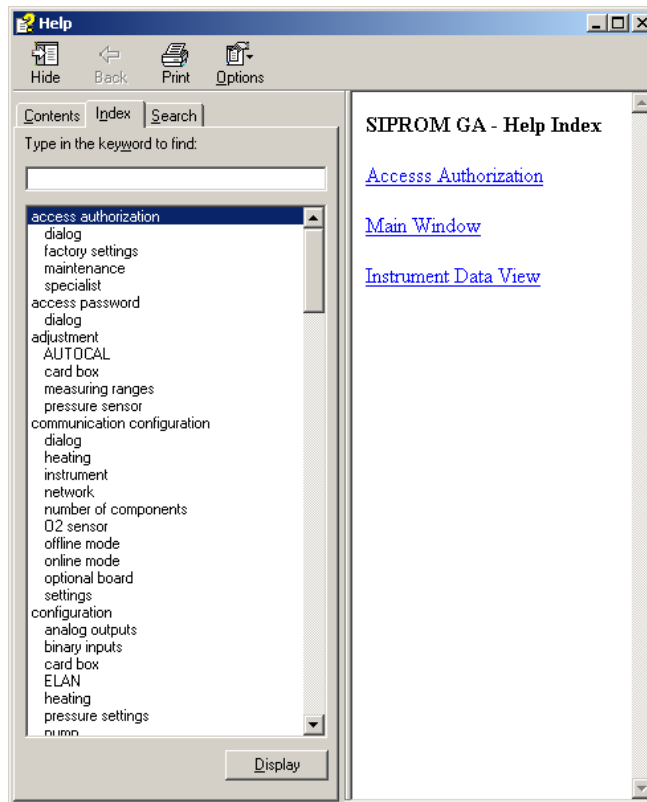 Help
Hide Back Print Options
Contents Index Search
Type in the keyword to find:
access authorization
dialog
factory settings
maintenance
specialist
access password
dialog
adjustment
AUTOCAL
card box
measuring ranges
pressure sensor
communication configuration
dialog
heating
instrument
network
number of components
O2 sensor
offline mode
online mode
optional board
settings
configuration
analog outputs
binary inputs
card box
ELAN
heating
pressure settings
pump
Display
SIPROM GA - Help Index
Accesss Authorization
Main Window
Instrument Data View